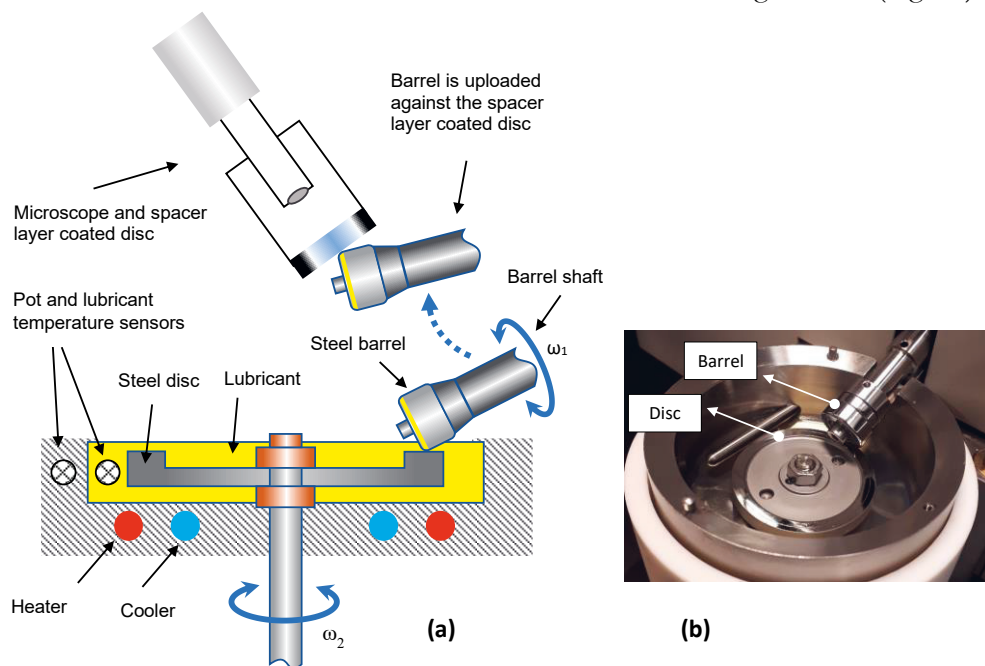 Barrel is uploaded
against the spacer
layer coated disc
Microscope and spacer
layer coated disc
Pot and lubricant
temperature sensors
Barrel shaft
ω₁
Steel barrel
Steel disc
Lubricant
Barrel
Disc
Heater
Cooler
ω₂
(a)
(b)